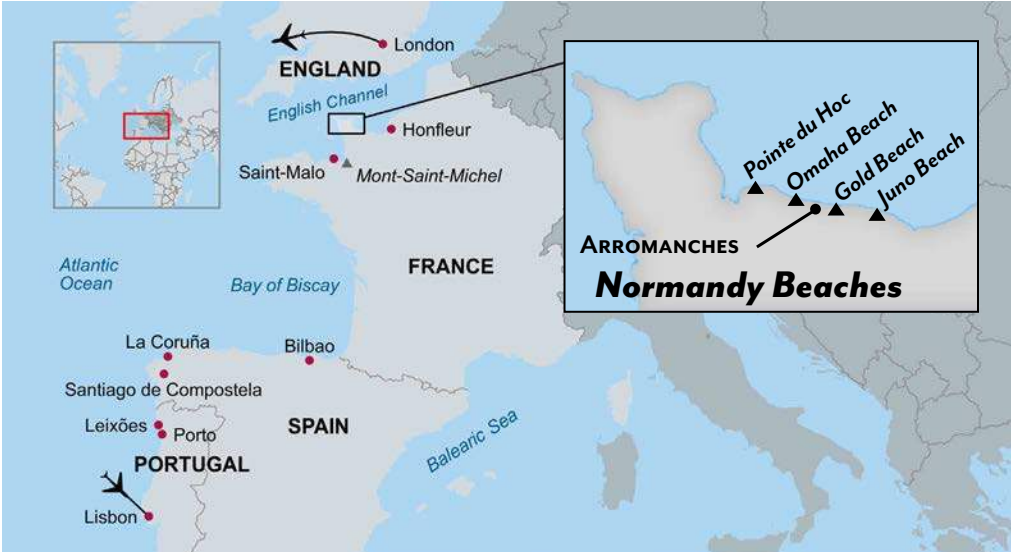 London
ENGLAND
English Channel
Honfleur
Saint-Malo
Mont-Saint-Michel
Pointe du Hoc
Omaha Beach
Gold Beach
Juno Beach
ARROMANCHES
Normandy Beaches
Atlantic
Ocean
Bay of Biscay
FRANCE
La Coruña
Bilbao
Santiago de Compostela
Leixões
Porto
SPAIN
PORTUGAL
Balearic Sea
Lisbon